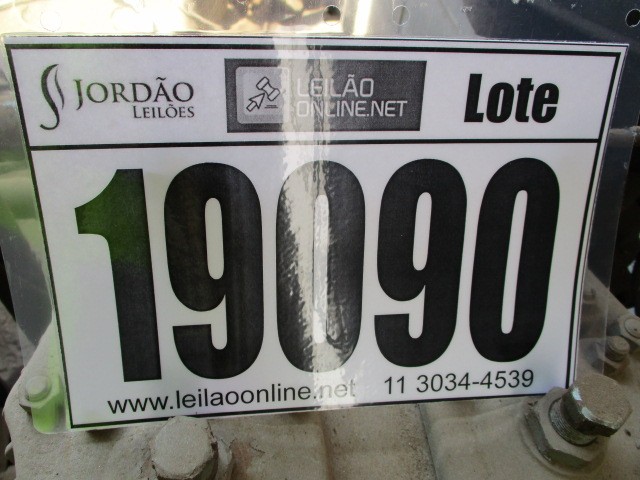 JORDÃO
LEILÕES
LEILÃO
ONLINE.NET
Lote
19090
www.leilaoonline.net 11 3034-4539